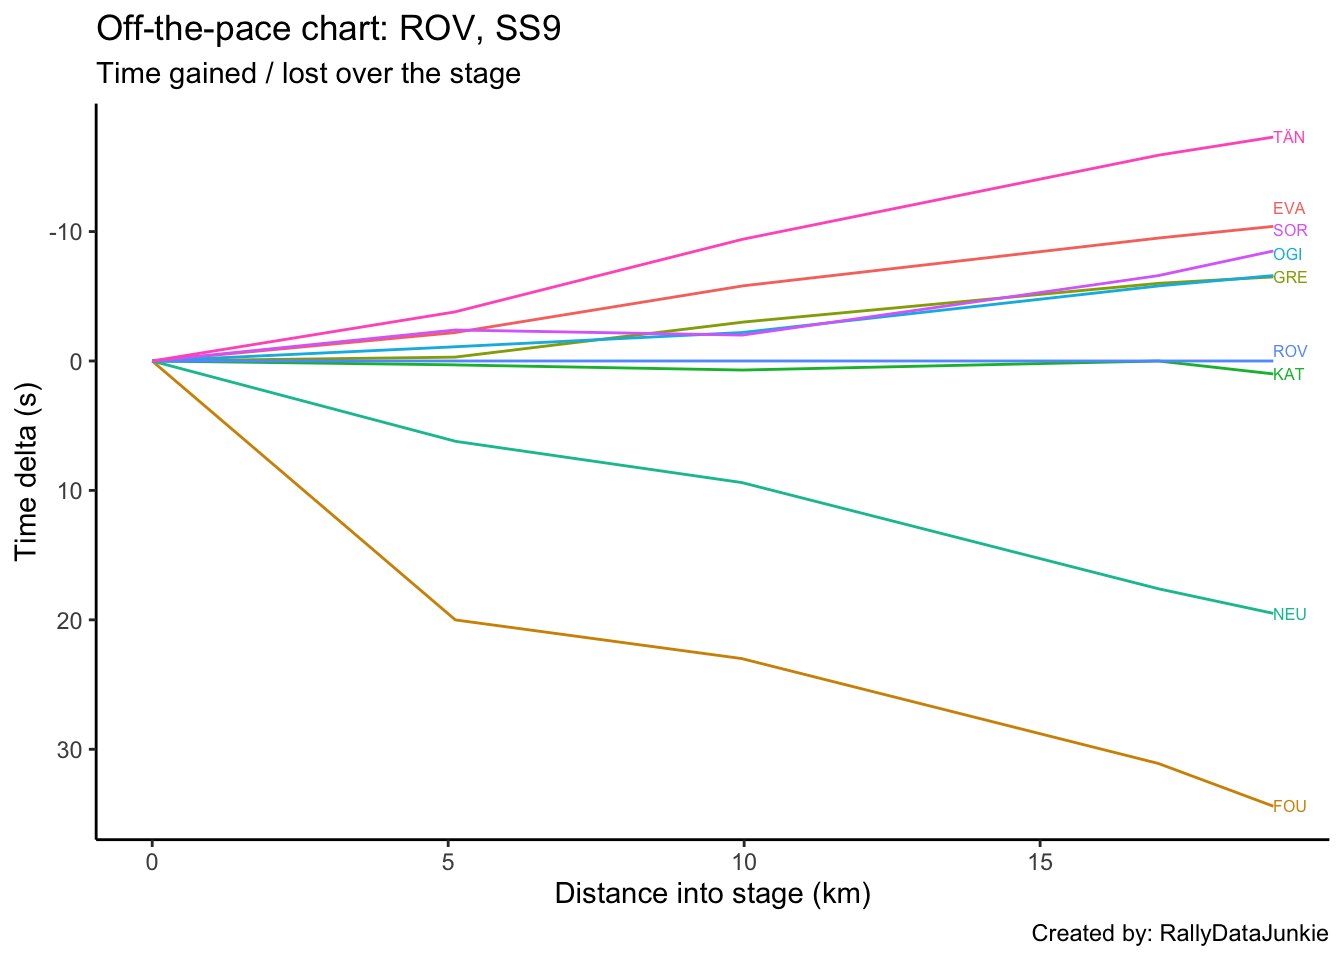 Off-the-pace chart: ROV, SS9
Time gained / lost over the stage
TÄN
EVA
SOR
OGI
GRE
ROV
KAT
NEU
FOU
-10
0
10
20
30
Time delta (s)
0 5 10 15
Distance into stage (km)
Created by: RallyDataJunkie